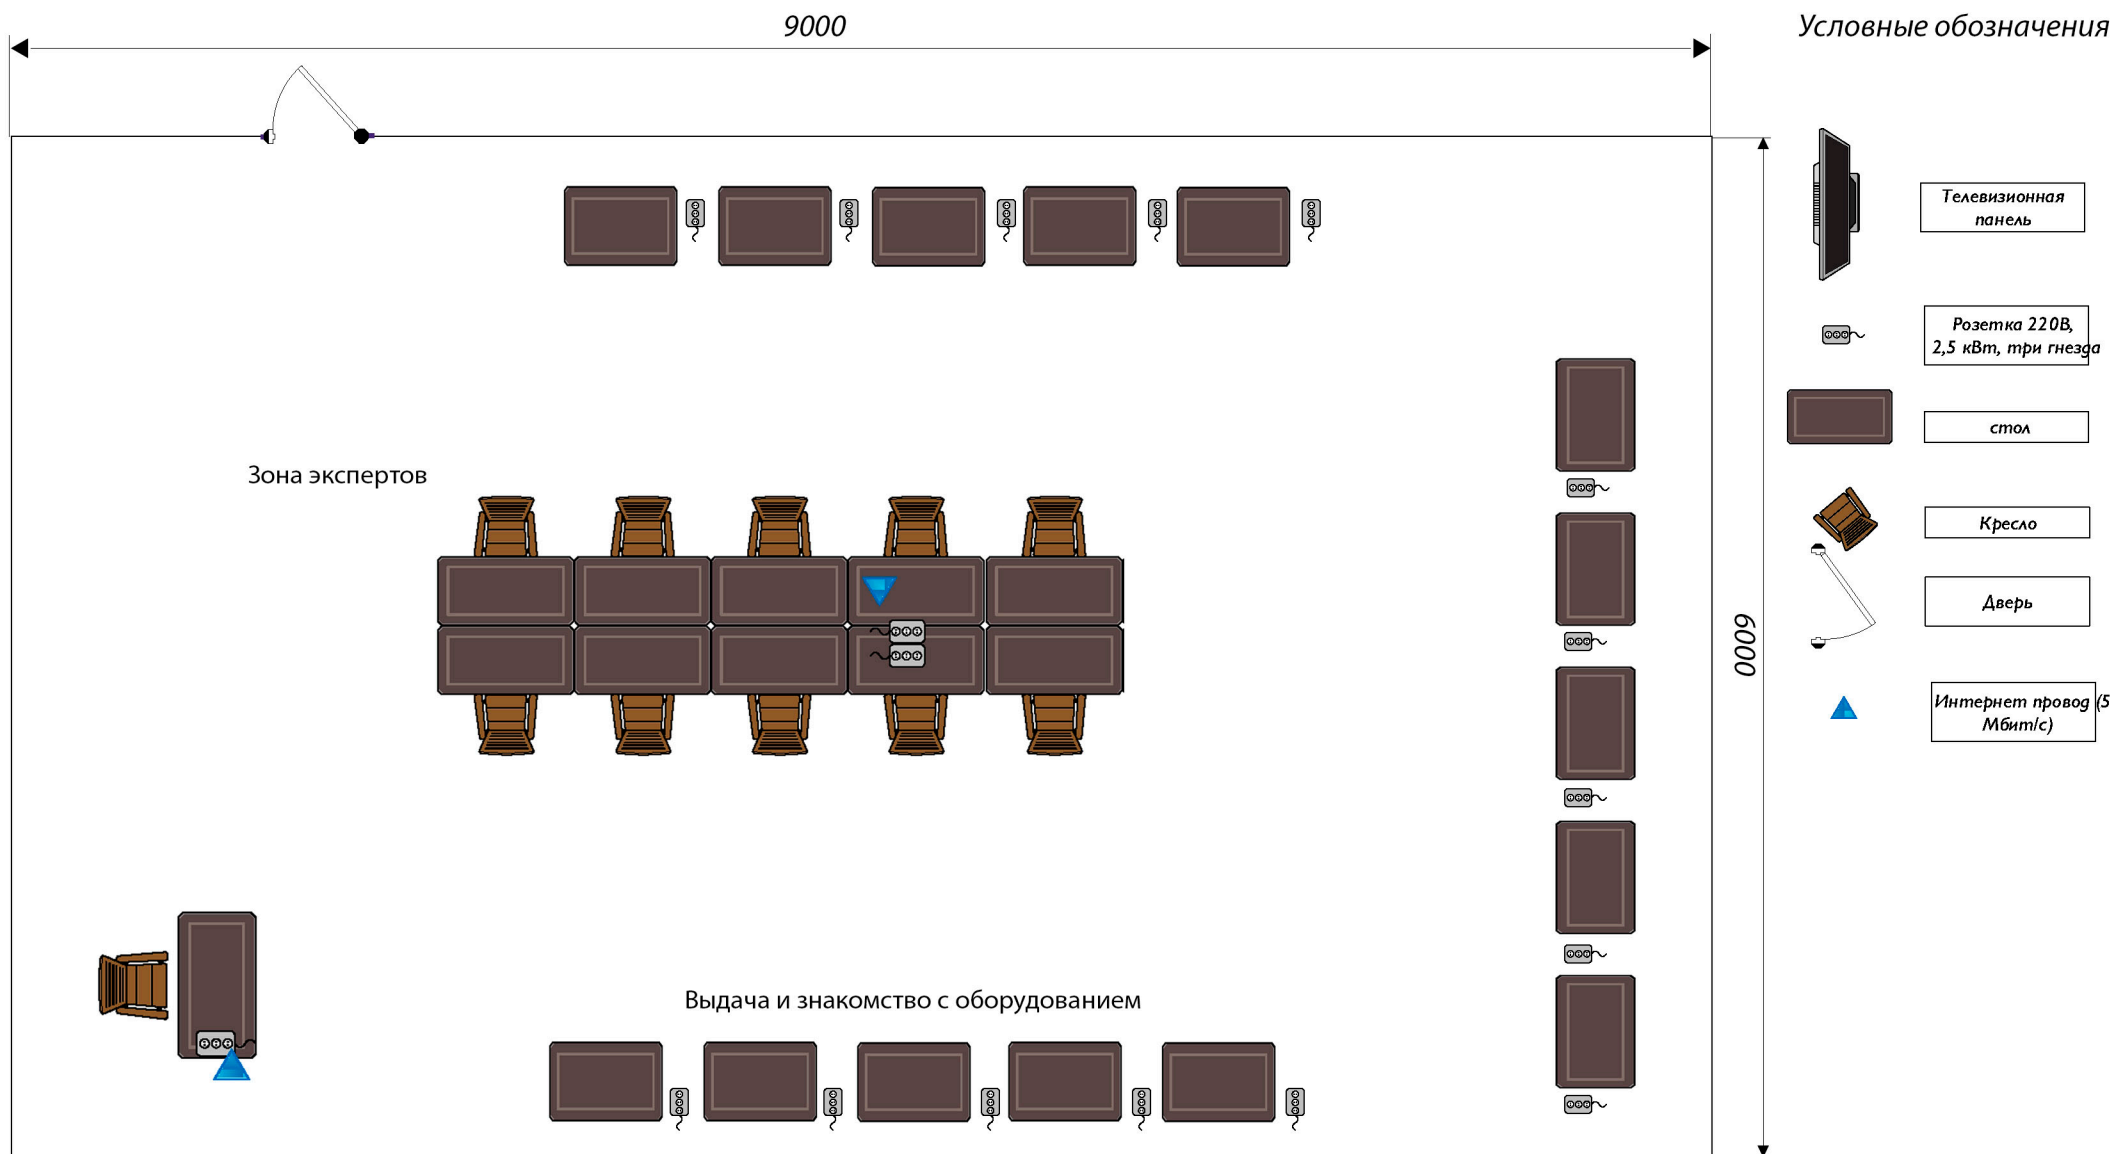 9000
Условные обозначения
Телевизионная
панель
Розетка 220В,
2,5 кВт, три гнезда
стол
Зона экспертов
Кресло
Дверь
6000
Интернет провод (5
Мбит/с)
Выдача и знакомство с оборудованием